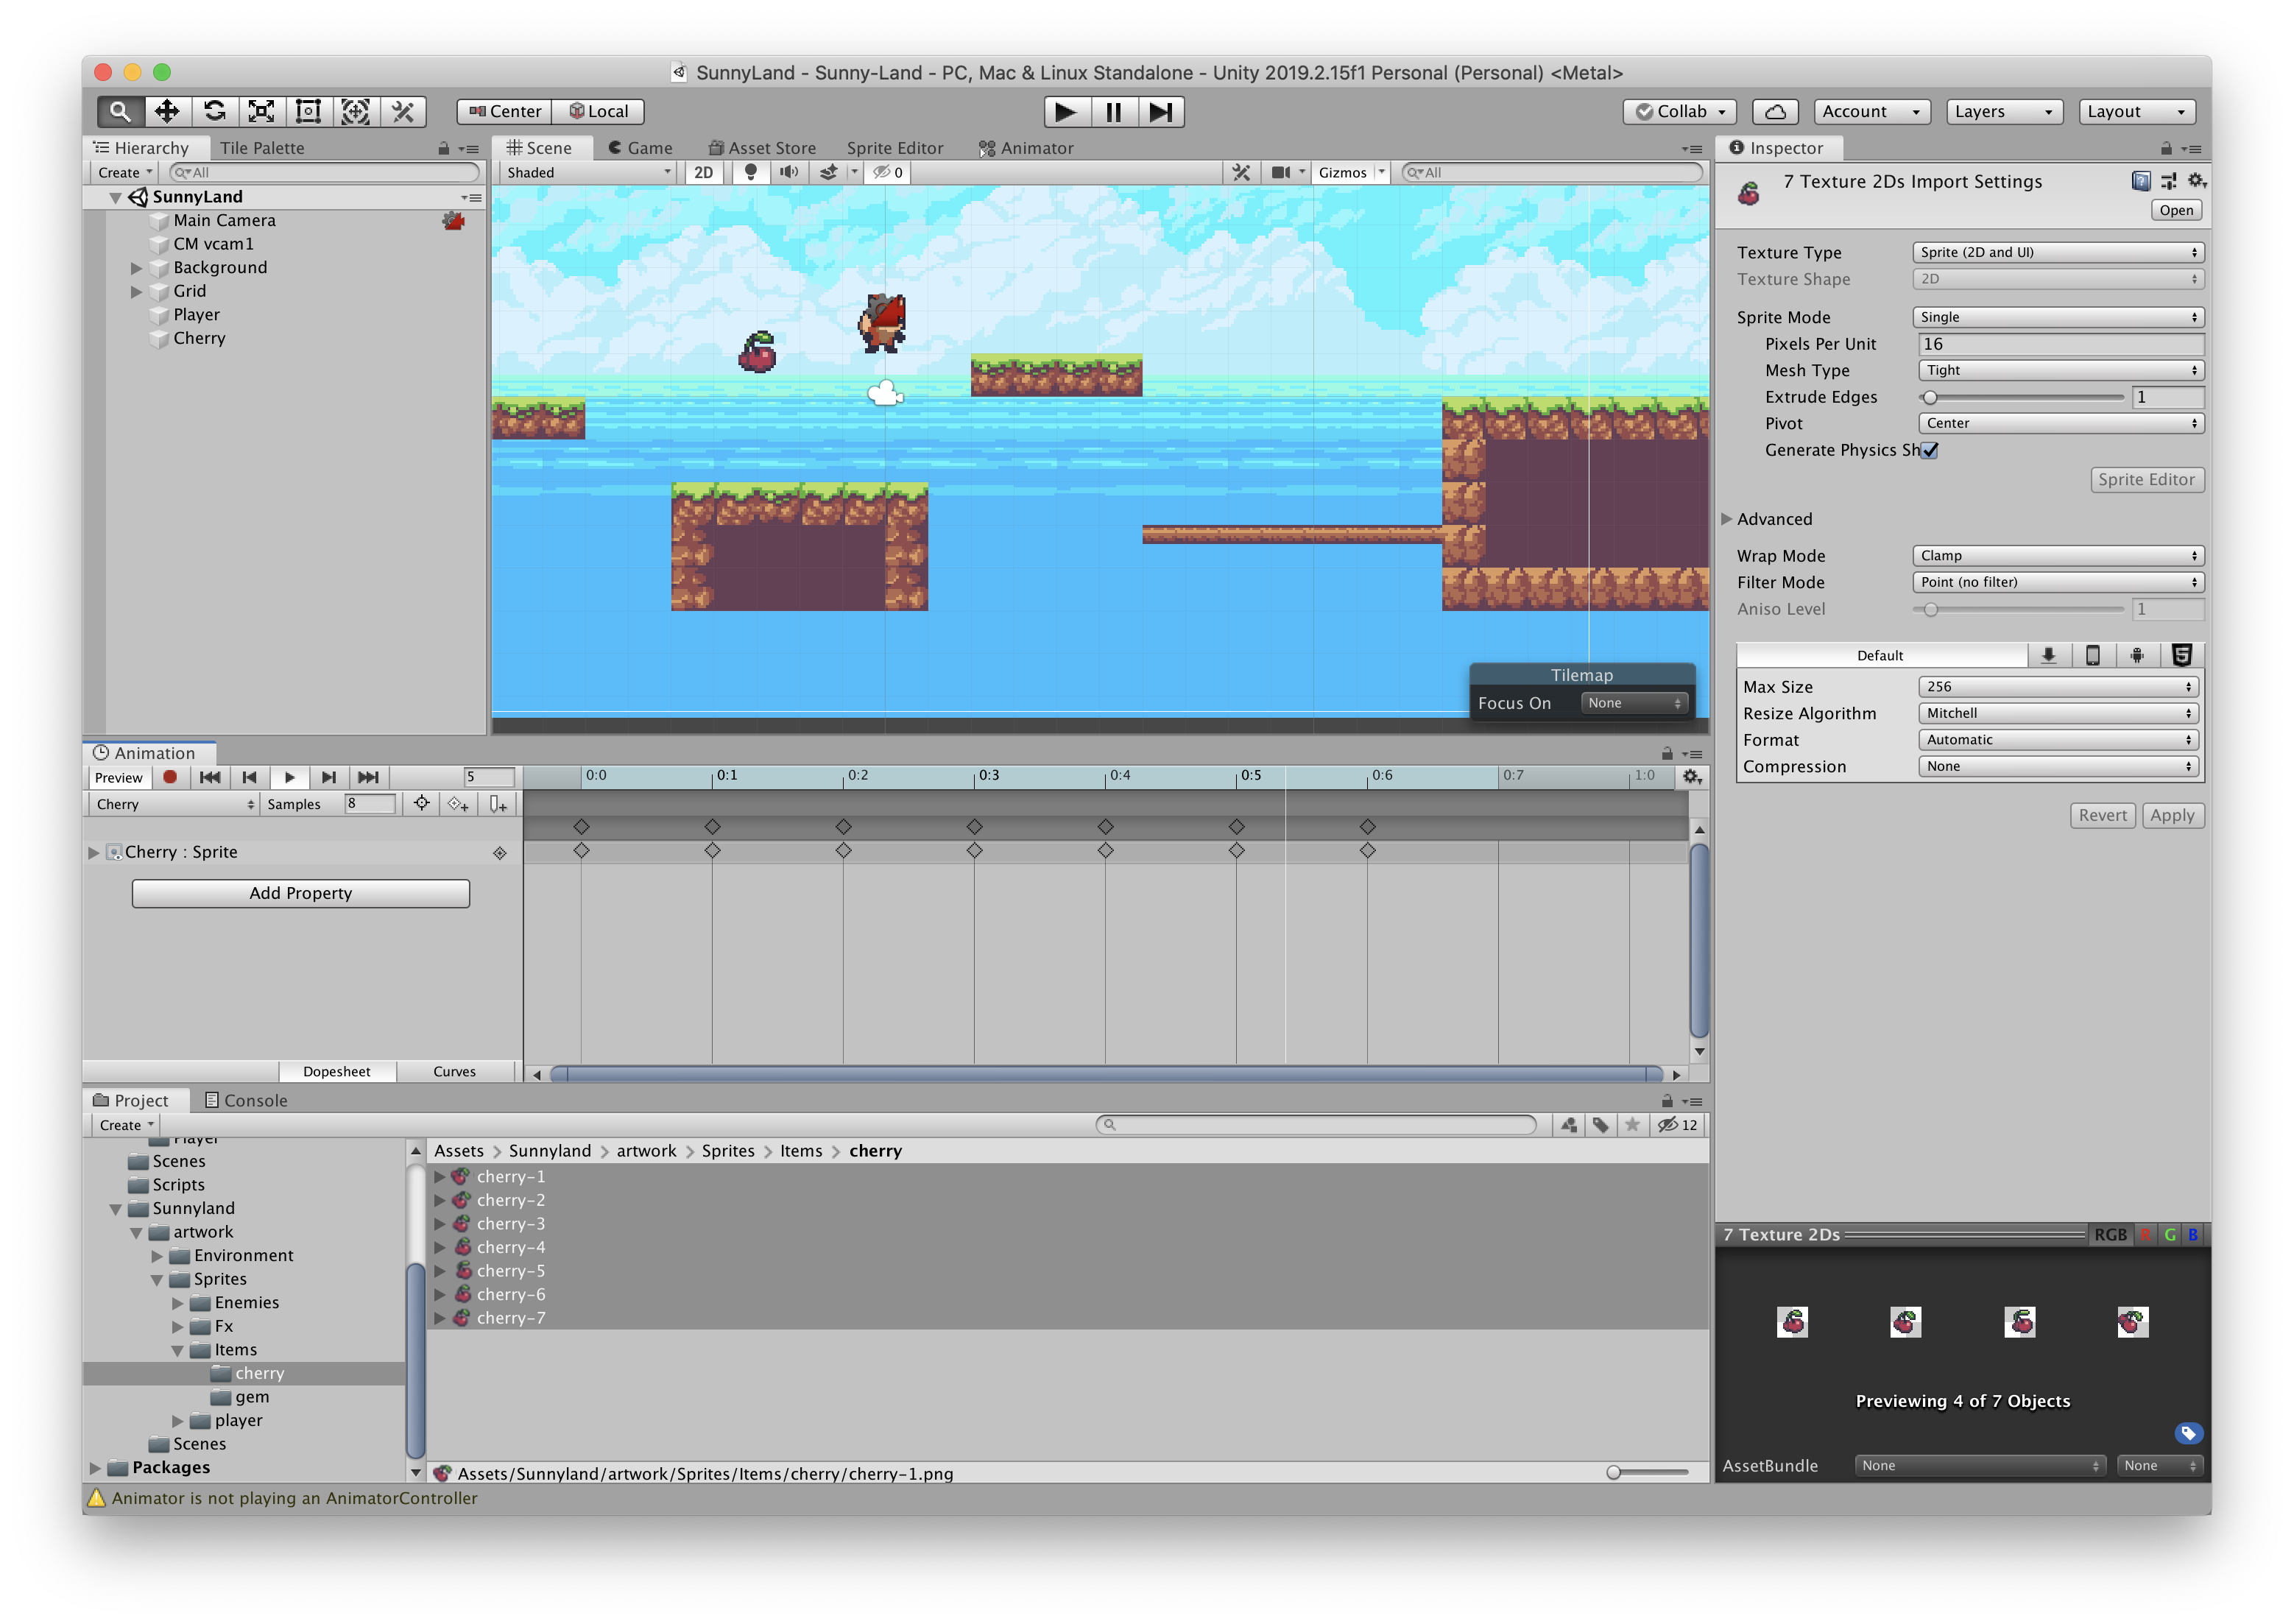 SunnyLand - Sunny-Land - PC, Mac & Linux Standalone - Unity 2019.2.15f1 Personal (Personal) <Metal>
Center Local Collab Account Layers Layout
Hierarchy Tile Palette
Create All
SunnyLand
Main Camera
CM vcam1
Background
Grid
Player
Cherry
Scene Game Asset Store Sprite Editor Animator
Shaded 2D 0 Gizmos All
Tilemap
Focus On None
Inspector
7 Texture 2Ds Import Settings
Open
Texture Type Sprite (2D and UI)
Texture Shape 2D
Sprite Mode Single
Pixels Per Unit 16
Mesh Type Tight
Extrude Edges 1
Pivot Center
Generate Physics Sh
Sprite Editor
Advanced
Wrap Mode Clamp
Filter Mode Point (no filter)
Aniso Level 1
Default
Max Size 256
Resize Algorithm Mitchell
Format Automatic
Compression None
Revert Apply
Animation
Preview 5 0:0 0:1 0:2 0:3 0:4 0:5 0:6 0:7 1:0
Cherry Samples 8
Cherry : Sprite
Add Property
Dopesheet Curves
Project Console
Create 12
Player
Scenes
Scripts
Sunnyland
artwork
Environment
Sprites
Enemies
Fx
Items
cherry
gem
player
Scenes
Packages
Assets > Sunnyland > artwork > Sprites > Items > cherry
cherry-1
cherry-2
cherry-3
cherry-4
cherry-5
cherry-6
cherry-7
Assets/Sunnyland/artwork/Sprites/Items/cherry/cherry-1.png
7 Texture 2Ds RGB R G B
Previewing 4 of 7 Objects
AssetBundle None None
Animator is not playing an AnimatorController